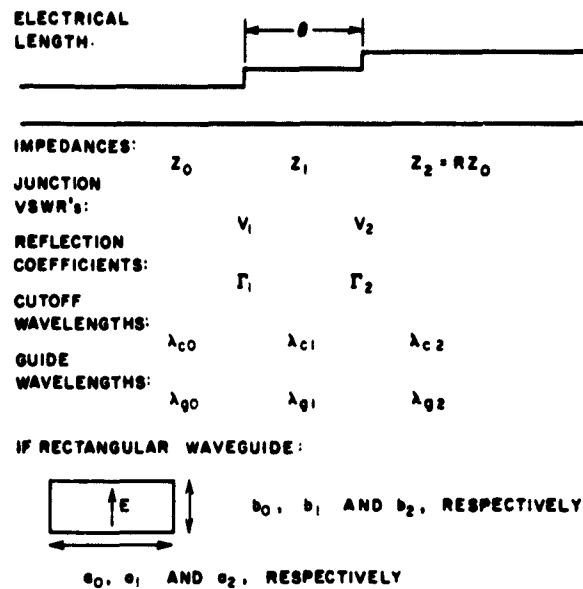 ELECTRICAL
LENGTH.
θ
IMPEDANCES:
Z0 Z1 Z2 = RZ0
JUNCTION
VSWR's:
V1 V2
REFLECTION
COEFFICIENTS:
Γ1 Γ2
CUTOFF
WAVELENGTHS:
λc0 λc1 λc2
GUIDE
WAVELENGTHS:
λg0 λg1 λg2
IF RECTANGULAR WAVEGUIDE:
E
b0, b1 AND b2, RESPECTIVELY
a0, a1 AND a2, RESPECTIVELY